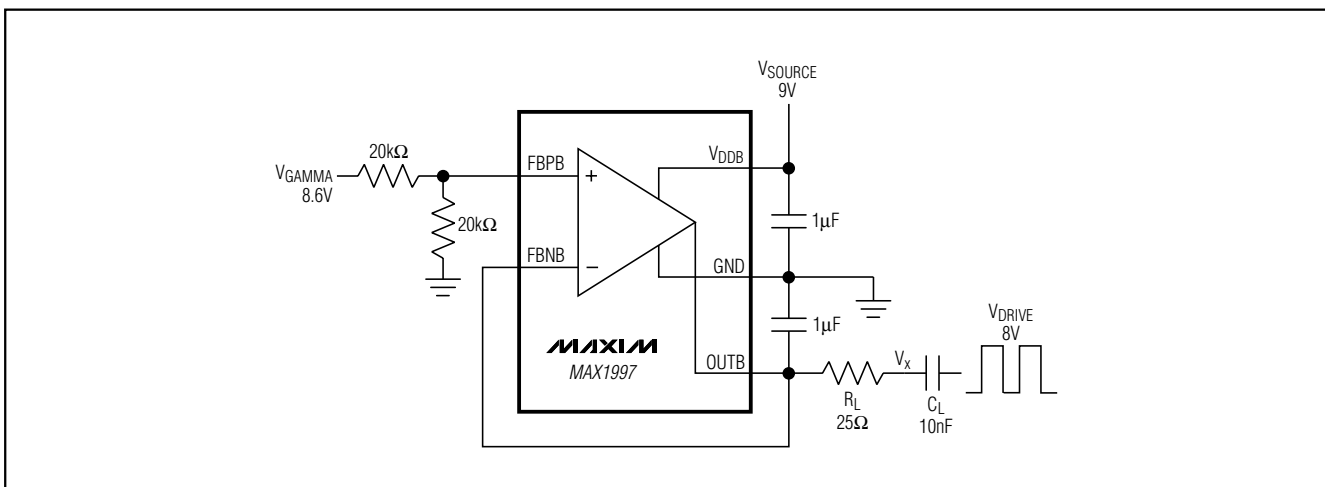 VSOURCE
9V
20kΩ
VGAMMA
8.6V
FBPB
VDDB
+
20kΩ
1µF
FBNB
−
GND
1µF
VDRIVE
8V
MAXIM
MAX1997
OUTB
Vx
RL
25Ω
CL
10nF